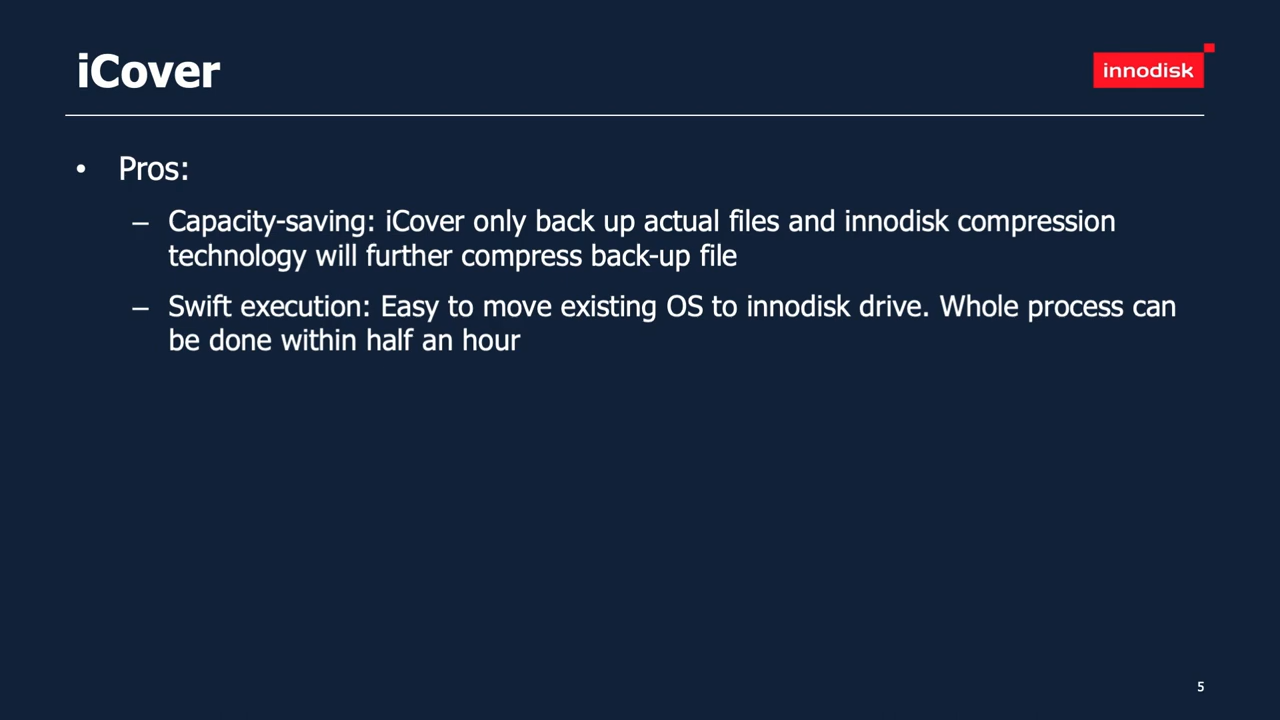 iCover
innodisk
• Pros:
– Capacity-saving: iCover only back up actual files and innodisk compression
technology will further compress back-up file
– Swift execution: Easy to move existing OS to innodisk drive. Whole process can
be done within half an hour
5